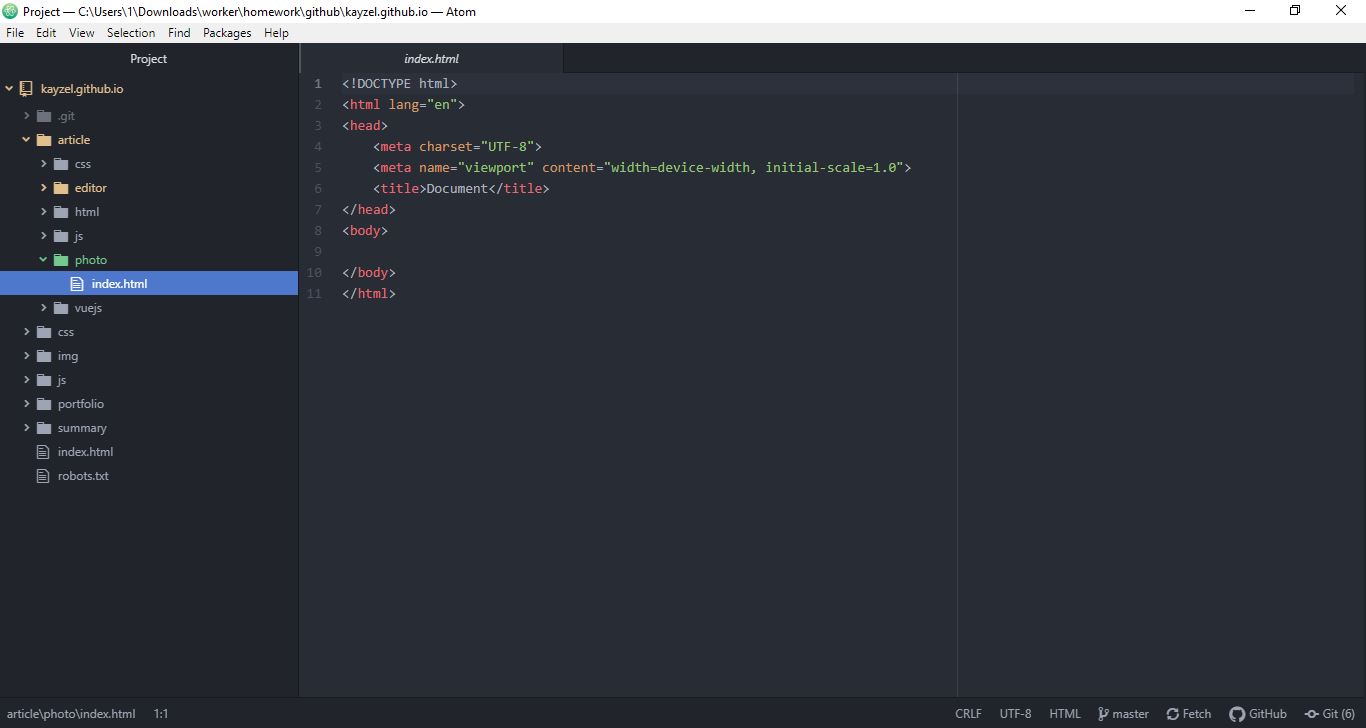 Project — C:\Users\1\Downloads\worker\homework\github\kayzel.github.io — Atom
File Edit View Selection Find Packages Help
Project
kayzel.github.io
.git
article
css
editor
html
js
photo
index.html
vuejs
css
img
js
portfolio
summary
index.html
robots.txt
index.html
1 <!DOCTYPE html>
2 <html lang="en">
3 <head>
4     <meta charset="UTF-8">
5     <meta name="viewport" content="width=device-width, initial-scale=1.0">
6     <title>Document</title>
7 </head>
8 <body>
9
10 </body>
11 </html>
article\photo\index.html 1:1 CRLF UTF-8 HTML master Fetch GitHub Git (6)